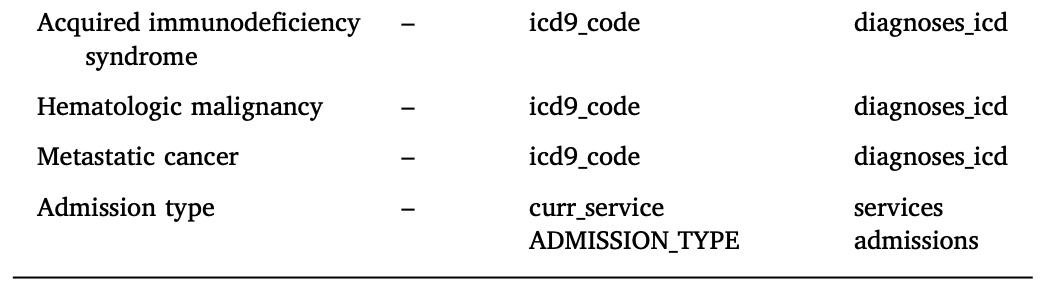 Acquired immunodeficiency – icd9_code diagnoses_icd
syndrome
Hematologic malignancy – icd9_code diagnoses_icd
Metastatic cancer – icd9_code diagnoses_icd
Admission type – curr_service services
ADMISSION_TYPE admissions